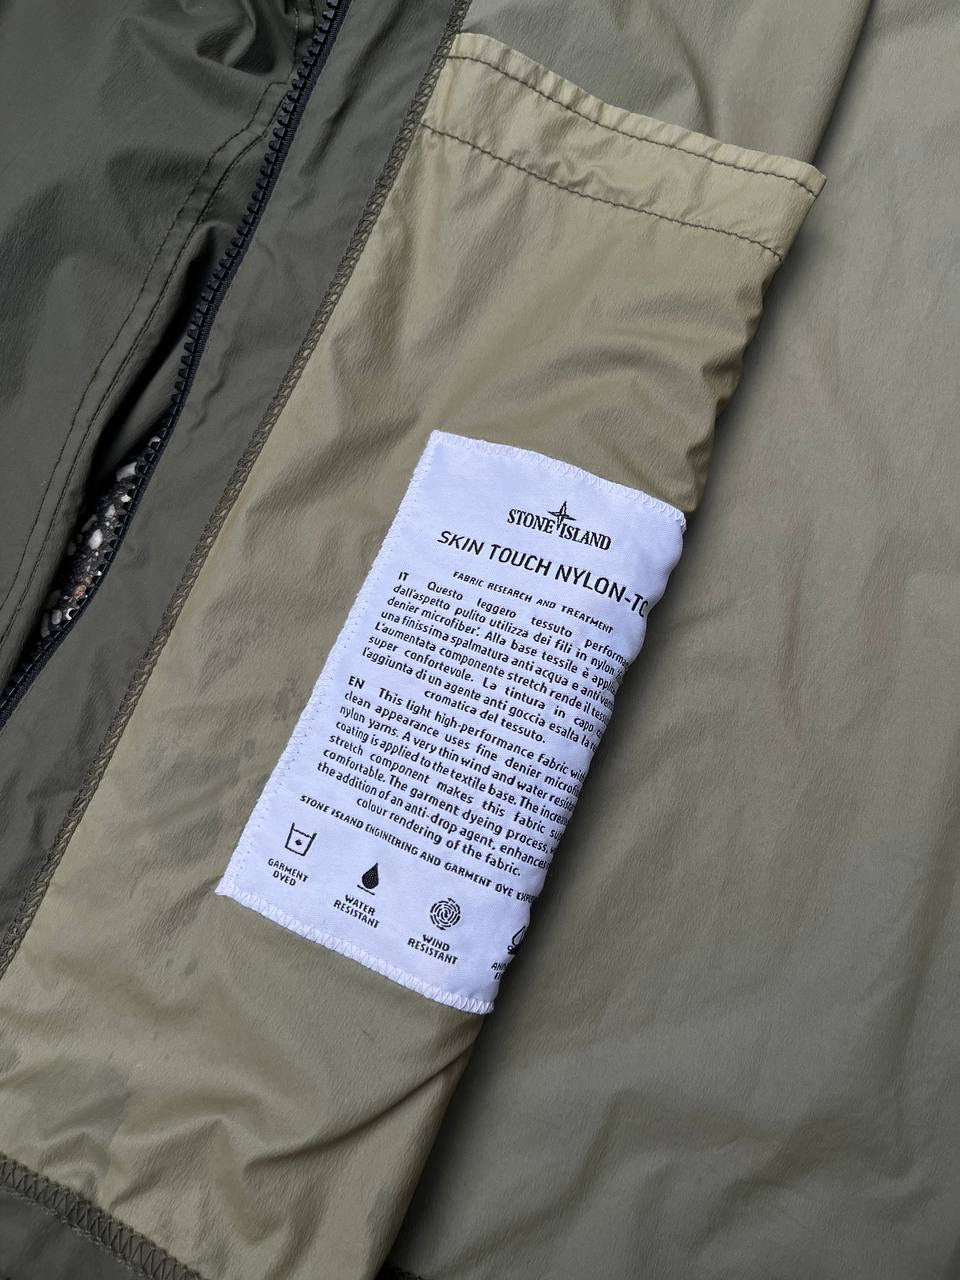 STONE ISLAND
SKIN TOUCH NYLON-TC
FABRIC RESEARCH AND TREATMENT
IT Questo leggero tessuto
dall'aspetto pulito utilizza dei fili in nylon
denier microfiber'. Alla base tessile è
una finissima spalmatura anti acqua e anti
L'aumentata componente stretch rende il
super confortevole. La tintura in capo
l'aggiunta di un agente anti goccia esalta la
cromatica del tessuto.
EN This light high-performance fabric with
clean appearance uses fine denier
nylon yarns. A very thin wind and water
coating is applied to the textile base. The
stretch component makes this fabric
comfortable. The garment dyeing process,
the addition of an anti-drop agent, enhances
colour rendering of the fabric.
STONE ISLAND ENGINEERING AND GARMENT DYE
GARMENT
DYED
WATER
RESISTANT
WIND
RESISTANT